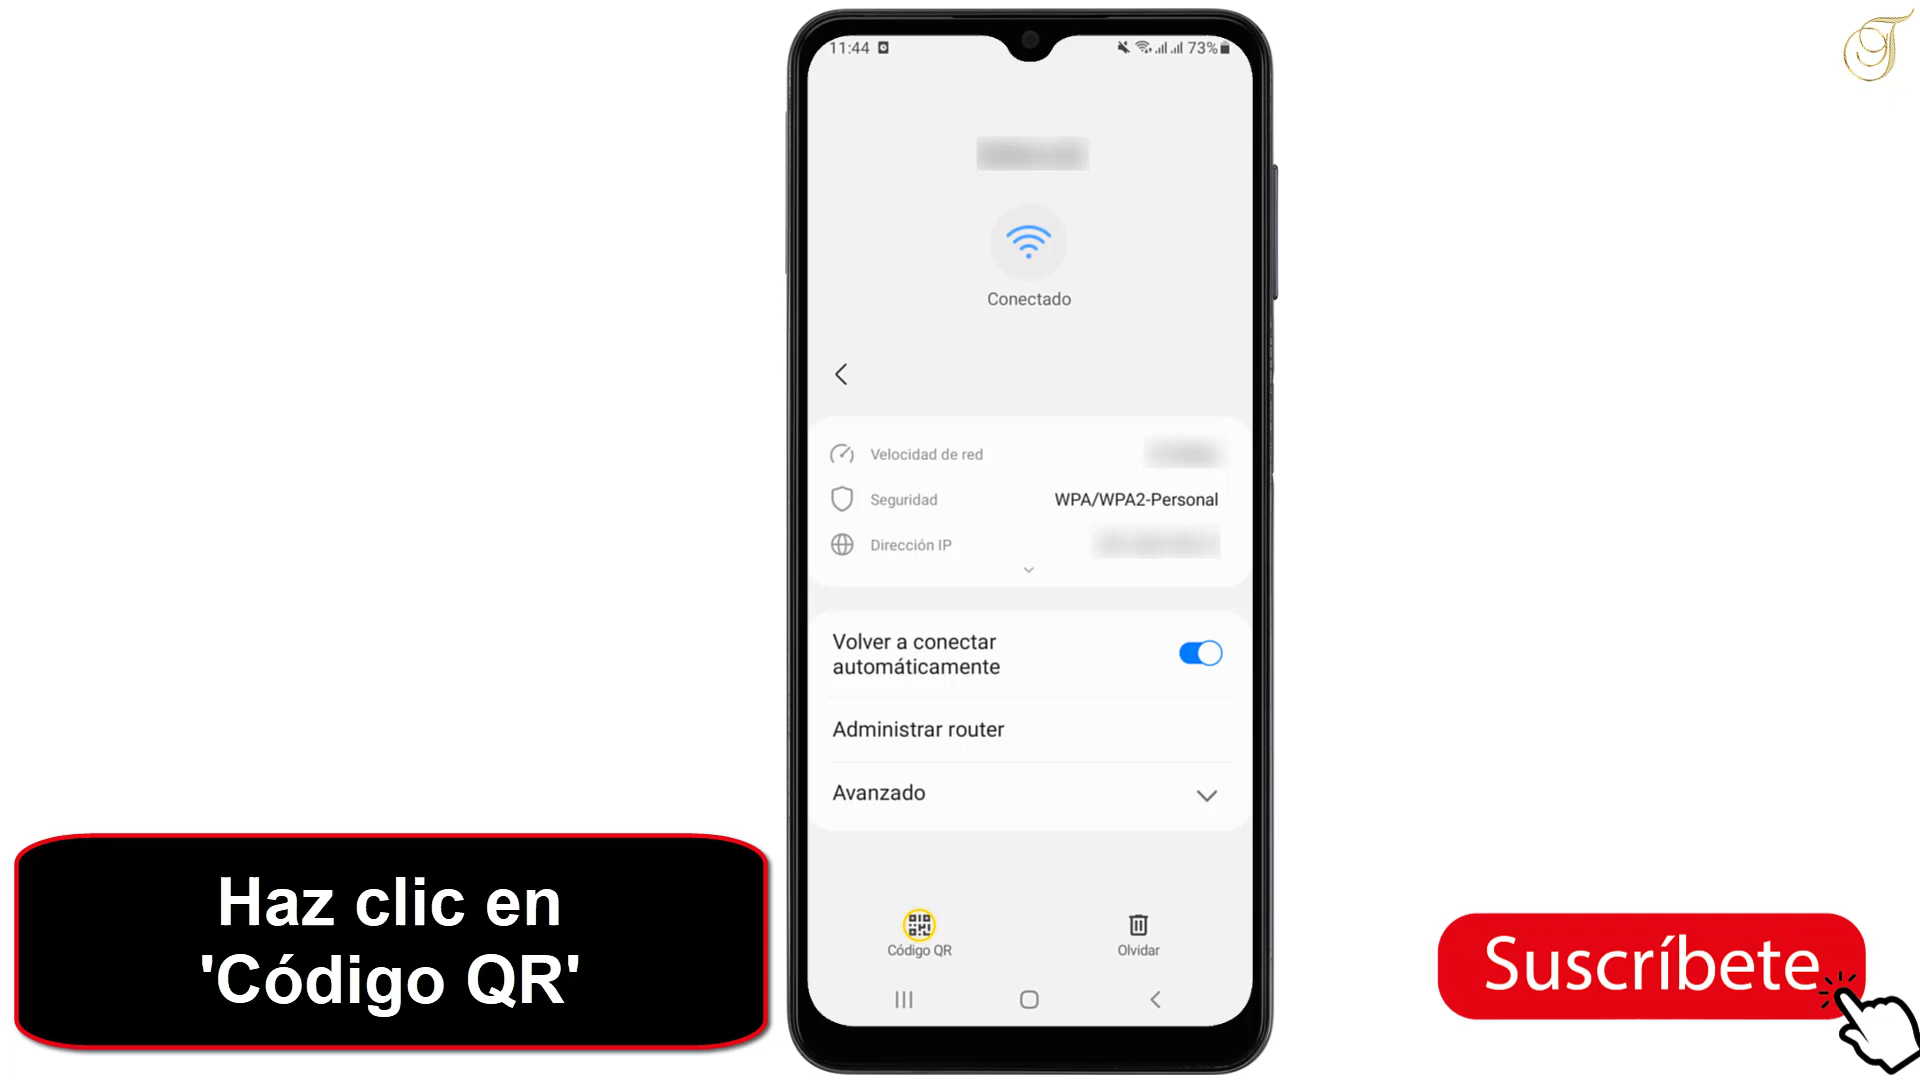 11:44
73%
Conectado
Velocidad de red
Seguridad WPA/WPA2-Personal
Dirección IP
Volver a conectar
automáticamente
Administrar router
Avanzado
Código QR Olvidar
Haz clic en
'Código QR'
Suscríbete